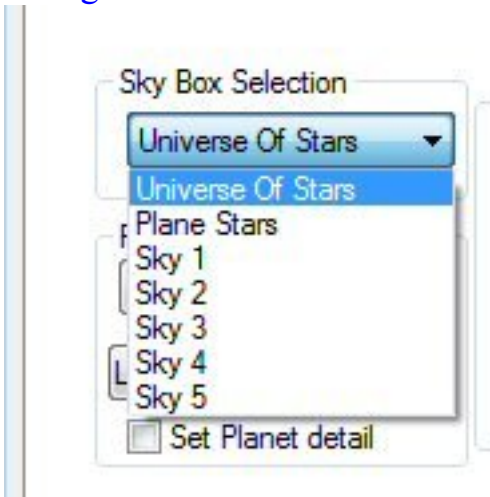 Sky Box Selection
Universe Of Stars
Universe Of Stars
Plane Stars
Sky 1
Sky 2
Sky 3
Sky 4
Sky 5
Set Planet detail